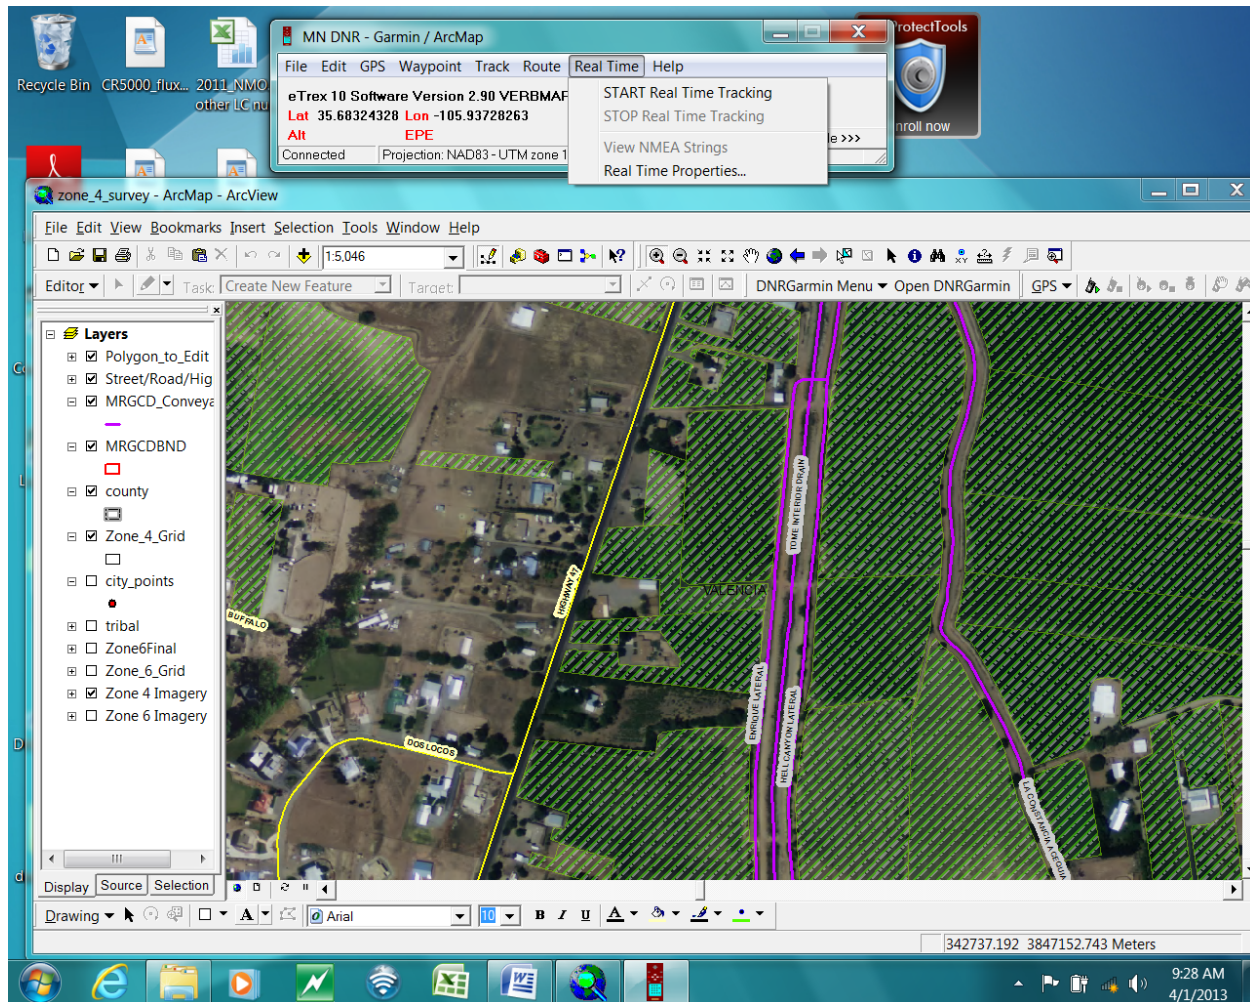 Recycle Bin
CR5000_flux...
2011_NMO
other LC nu
ProtectTools
nroll now
MN DNR - Garmin / ArcMap
File Edit GPS Waypoint Track Route Real Time Help
eTrex 10 Software Version 2.90 VERBMAP
Lat 35.68324328 Lon -105.93728263
Alt EPE
le >>>
Connected
Projection: NAD83 - UTM zone 1
START Real Time Tracking
STOP Real Time Tracking
View NMEA Strings
Real Time Properties...
zone_4_survey - ArcMap - ArcView
File Edit View Bookmarks Insert Selection Tools Window Help
1:5,046
Editor
Task: Create New Feature
Target:
DNRGarmin Menu
Open DNRGarmin
GPS
Layers
Polygon_to_Edit
Street/Road/Hig
MRGCD_Conveya
MRGCDBND
county
Zone_4_Grid
city_points
tribal
Zone6Final
Zone_6_Grid
Zone 4 Imagery
Zone 6 Imagery
Display Source Selection
TOME INTERIOR DRAIN
HIGHWAY 47
VALENCIA
BUFFALO
ENRIQUE LATERAL
HELL CANYON LATERAL
DOS LOCOS
LA CONSTANCIA ACEQUIA
Drawing
A
Arial
10
B I U A
342737.192 3847152.743 Meters
9:28 AM
4/1/2013